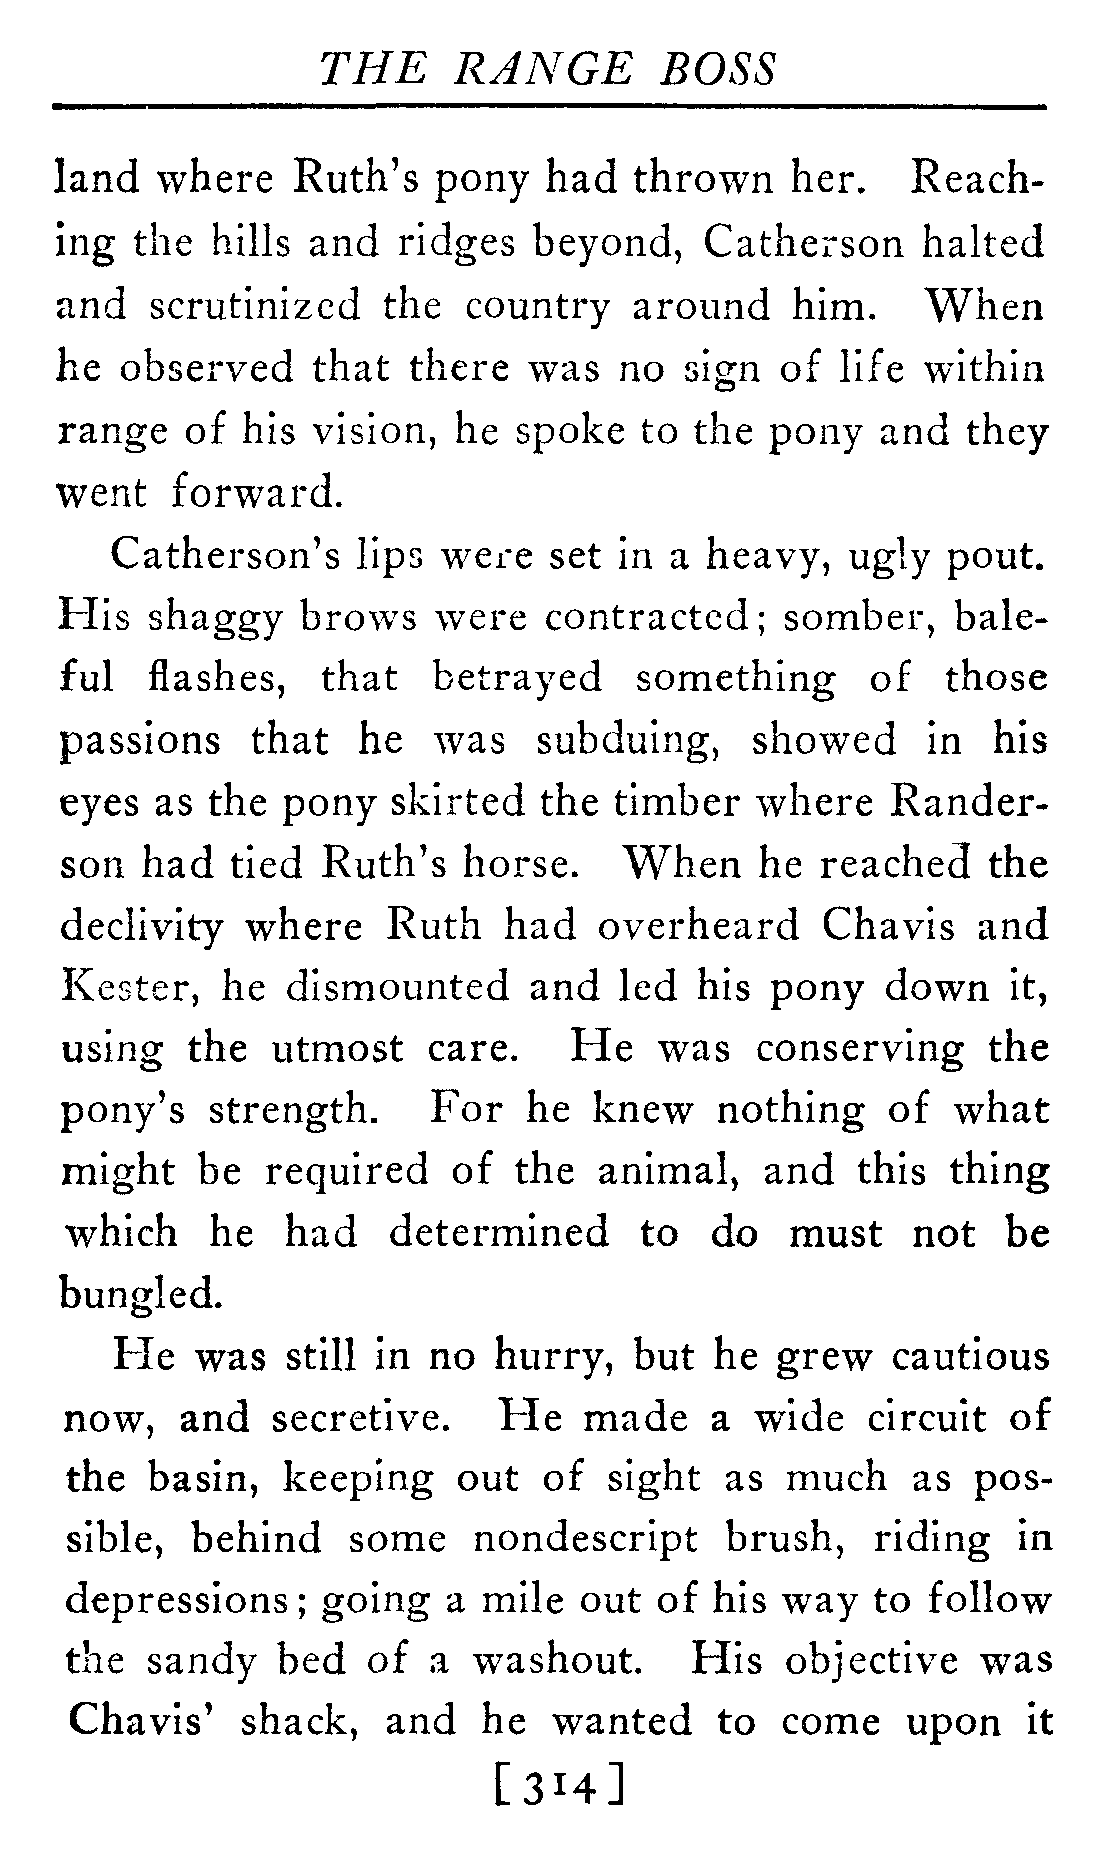 THE RANGE BOSS
land where Ruth's pony had thrown her. Reach-
ing the hills and ridges beyond, Catherson halted
and scrutinized the country around him. When
he observed that there was no sign of life within
range of his vision, he spoke to the pony and they
went forward.
Catherson's lips were set in a heavy, ugly pout.
His shaggy brows were contracted; somber, bale-
ful flashes, that betrayed something of those
passions that he was subduing, showed in his
eyes as the pony skirted the timber where Rander-
son had tied Ruth's horse. When he reached the
declivity where Ruth had overheard Chavis and
Kester, he dismounted and led his pony down it,
using the utmost care. He was conserving the
pony's strength. For he knew nothing of what
might be required of the animal, and this thing
which he had determined to do must not be
bungled.
He was still in no hurry, but he grew cautious
now, and secretive. He made a wide circuit of
the basin, keeping out of sight as much as pos-
sible, behind some nondescript brush, riding in
depressions; going a mile out of his way to follow
the sandy bed of a washout. His objective was
Chavis' shack, and he wanted to come upon it
[314]